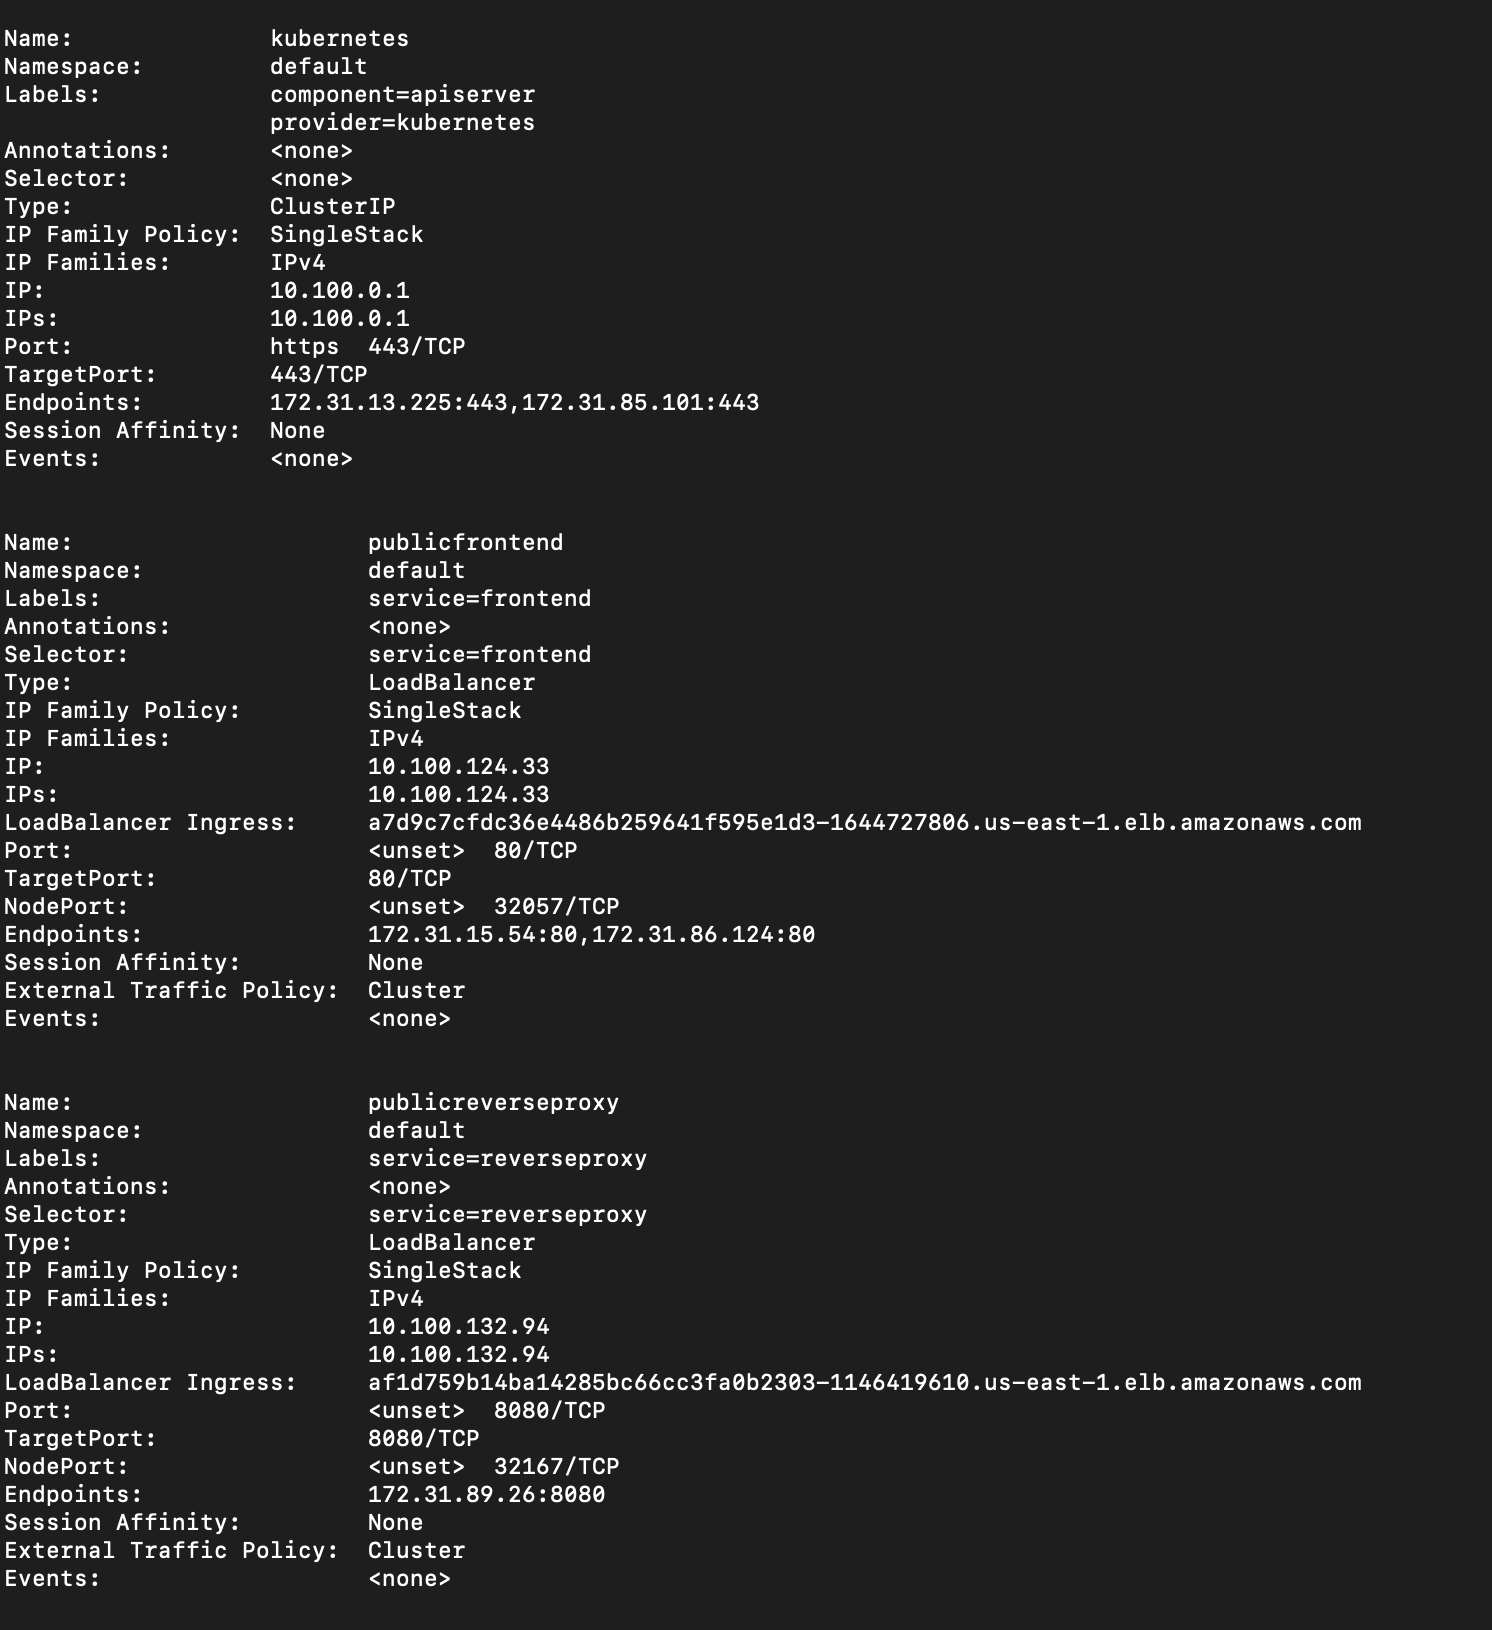 Name:              kubernetes
Namespace:         default
Labels:            component=apiserver
                   provider=kubernetes
Annotations:       <none>
Selector:          <none>
Type:              ClusterIP
IP Family Policy:  SingleStack
IP Families:       IPv4
IP:                10.100.0.1
IPs:               10.100.0.1
Port:              https  443/TCP
TargetPort:        443/TCP
Endpoints:         172.31.13.225:443,172.31.85.101:443
Session Affinity:  None
Events:            <none>
Name:                     publicfrontend
Namespace:                default
Labels:                   service=frontend
Annotations:              <none>
Selector:                 service=frontend
Type:                     LoadBalancer
IP Family Policy:         SingleStack
IP Families:              IPv4
IP:                       10.100.124.33
IPs:                      10.100.124.33
LoadBalancer Ingress:     a7d9c7cfdc36e4486b259641f595e1d3-1644727806.us-east-1.elb.amazonaws.com
Port:                     <unset>  80/TCP
TargetPort:               80/TCP
NodePort:                 <unset>  32057/TCP
Endpoints:                172.31.15.54:80,172.31.86.124:80
Session Affinity:         None
External Traffic Policy:  Cluster
Events:                   <none>
Name:                     publicreverseproxy
Namespace:                default
Labels:                   service=reverseproxy
Annotations:              <none>
Selector:                 service=reverseproxy
Type:                     LoadBalancer
IP Family Policy:         SingleStack
IP Families:              IPv4
IP:                       10.100.132.94
IPs:                      10.100.132.94
LoadBalancer Ingress:     af1d759b14ba14285bc66cc3fa0b2303-1146419610.us-east-1.elb.amazonaws.com
Port:                     <unset>  8080/TCP
TargetPort:               8080/TCP
NodePort:                 <unset>  32167/TCP
Endpoints:                172.31.89.26:8080
Session Affinity:         None
External Traffic Policy:  Cluster
Events:                   <none>